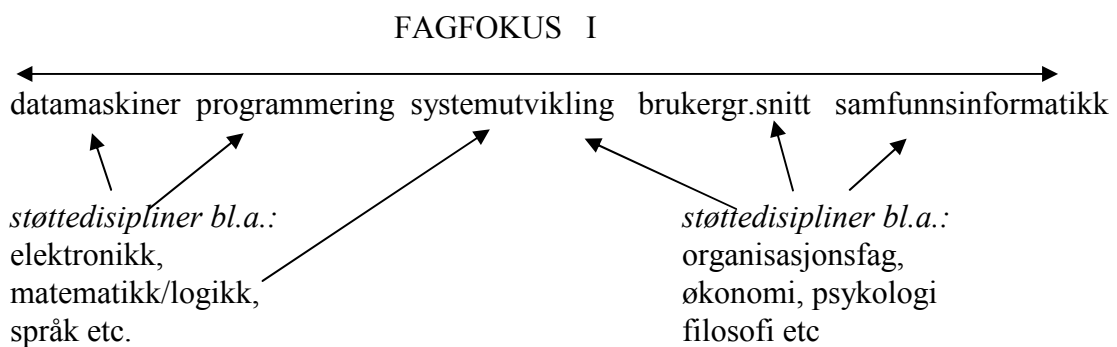 FAGFOKUS I
datamaskiner programmering systemutvikling brukergr.snitt samfunnsinformatikk
støttedisipliner bl.a.:
elektronikk,
matematikk/logikk,
språk etc.
støttedisipliner bl.a.:
organisasjonsfag,
økonomi, psykologi
filosofi etc